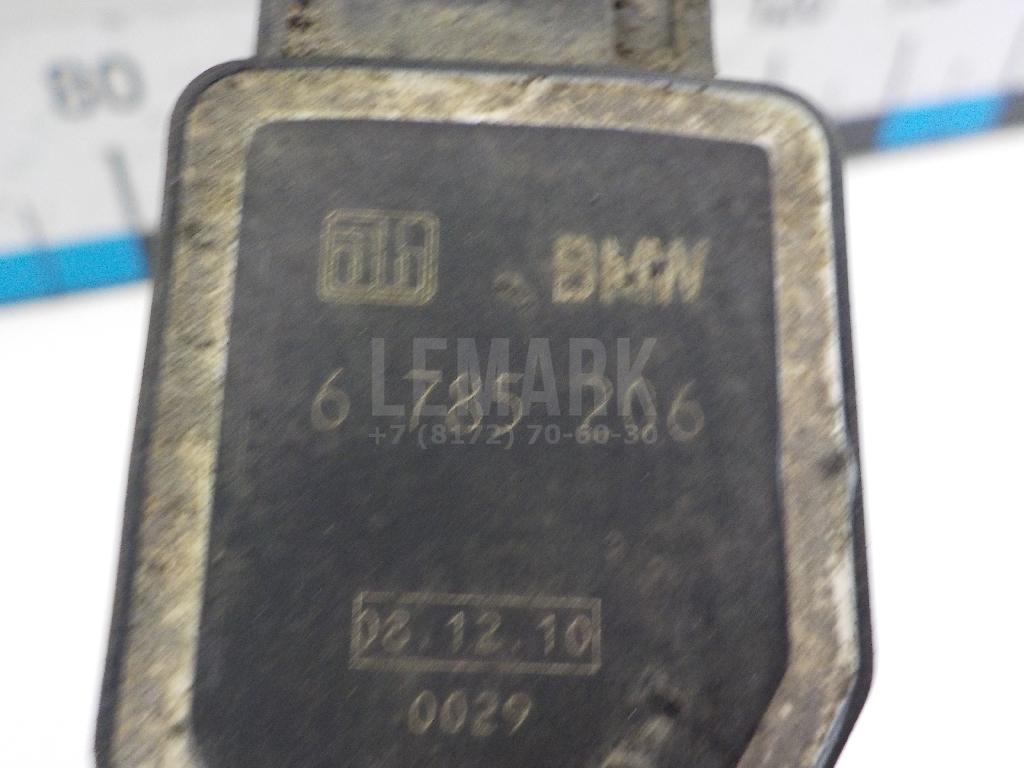 BMW
LEMARK
6 785 206
+7 (8172) 70-60-30
08.12.10
0029